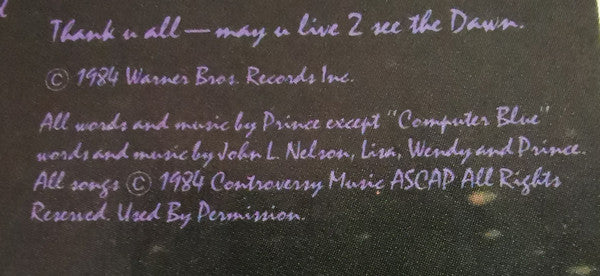 Thank u all — may u live 2 see the Dawn.
© 1984 Warner Bros. Records Inc.
All words and music by Prince except "Computer Blue"
words and music by John L. Nelson, Lisa, Wendy and Prince.
All songs © 1984 Controversy Music ASCAP All Rights
Reserved. Used By Permission.